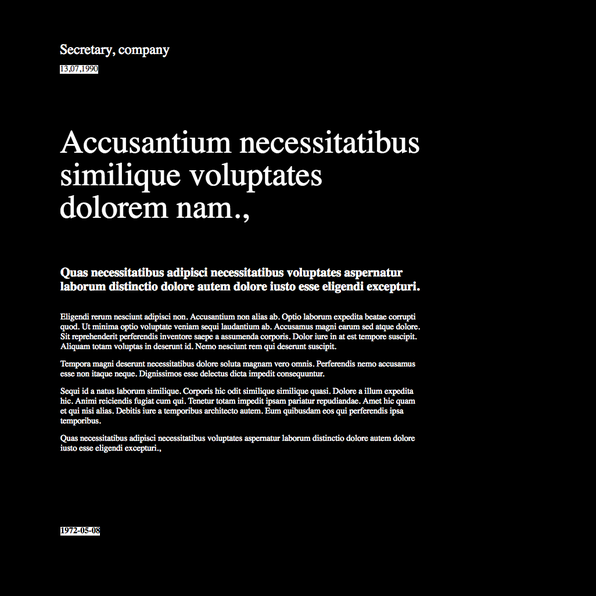 Secretary, company
13,07,1990
Accusantium necessitatibus
similique voluptates
dolorem nam.,
Quas necessitatibus adipisci necessitatibus voluptates aspernatur
laborum distinctio dolore autem dolore iusto esse eligendi excepturi.
Eligendi rerum nesciunt adipisci non. Accusantium non alias ab. Optio laborum expedita beatae corrupti
quod. Ut minima optio voluptate veniam sequi laudantium ab. Accusamus magni earum sed atque dolore.
Sit reprehenderit perferendis inventore saepe a assumenda corporis. Dolor iure in at est tempore suscipit.
Aliquam totam voluptas in deserunt id. Nemo nesciunt rem qui deserunt suscipit.
Tempora magni deserunt necessitatibus dolore soluta magnam vero omnis. Perferendis nemo accusamus
esse non itaque neque. Dignissimos esse delectus dicta impedit consequuntur.
Sequi id a natus laborum similique. Corporis hic odit similique similique quasi. Dolore a illum expedita
hic. Animi reiciendis fugiat cum qui. Tenetur totam impedit ipsam pariatur repudiandae. Amet hic quam
et qui nisi alias. Debitis iure a temporibus architecto autem. Eum quibusdam eos qui perferendis ipsa
temporibus.
Quas necessitatibus adipisci necessitatibus voluptates aspernatur laborum distinctio dolore autem dolore
iusto esse eligendi excepturi.,
1972-05-08